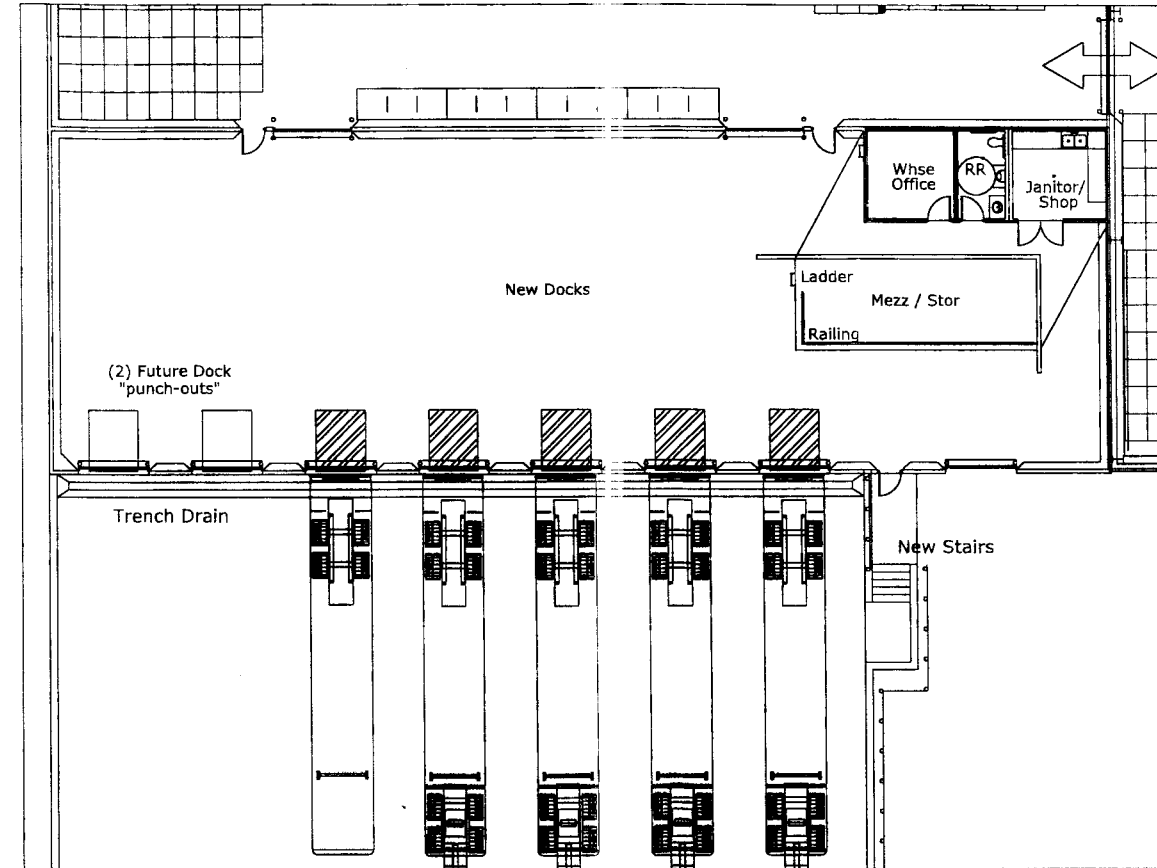 Whse
Office
RR
Janitor/
Shop
Ladder
Mezz / Stor
New Docks
Railing
(2) Future Dock
"punch-outs"
Trench Drain
New Stairs